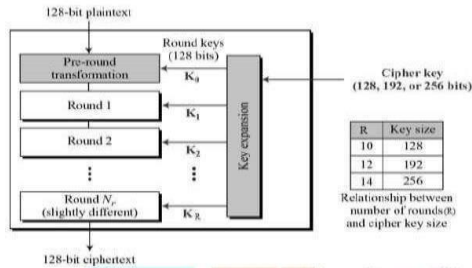 128-bit plaintext
Round keys
(128 bits)
Pre-round
transformation
K₀
Cipher key
(128, 192, or 256 bits)
Round 1
K₁
Round 2
K₂
Key expansion
Round Nᵣ
(slightly different)
K R
R Key size
10 128
12 192
14 256
Relationship between
number of rounds(R)
and cipher key size
128-bit ciphertext